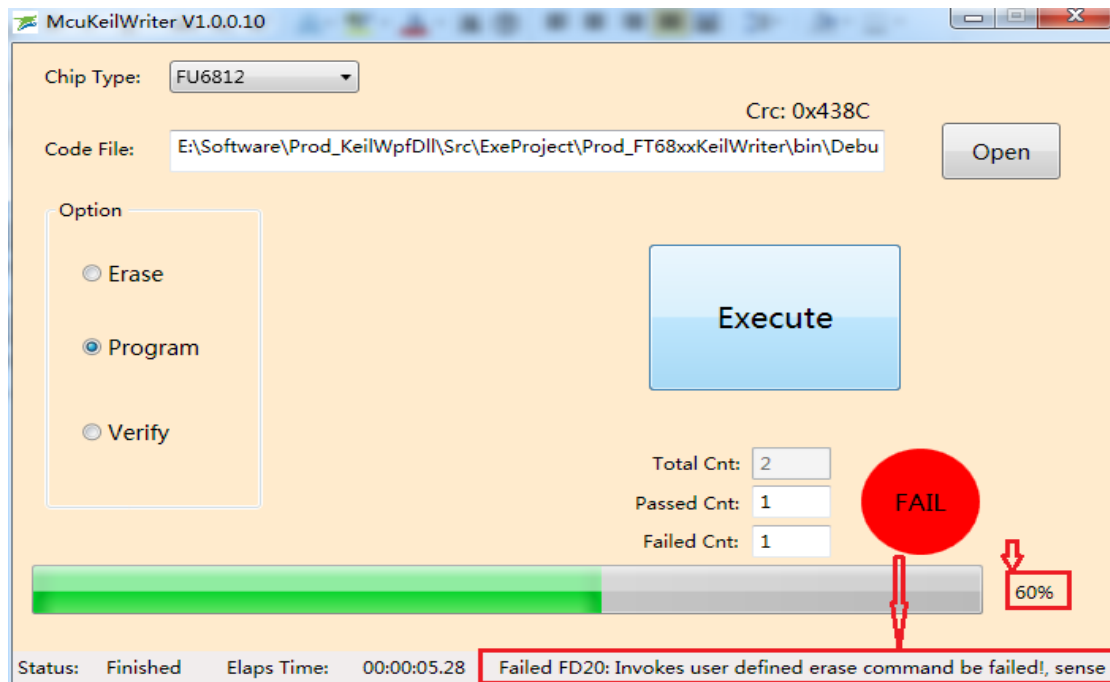 McuKeilWriter V1.0.0.10
Chip Type: FU6812
Crc: 0x438C
Code File: E:\Software\Prod_KeilWpfDll\Src\ExeProject\Prod_FT68xxKeilWriter\bin\Debu
Open
Option
Erase
Program
Verify
Execute
Total Cnt: 2
Passed Cnt: 1
Failed Cnt: 1
FAIL
60%
Status: Finished Elaps Time: 00:00:05.28 Failed FD20: Invokes user defined erase command be failed!, sense